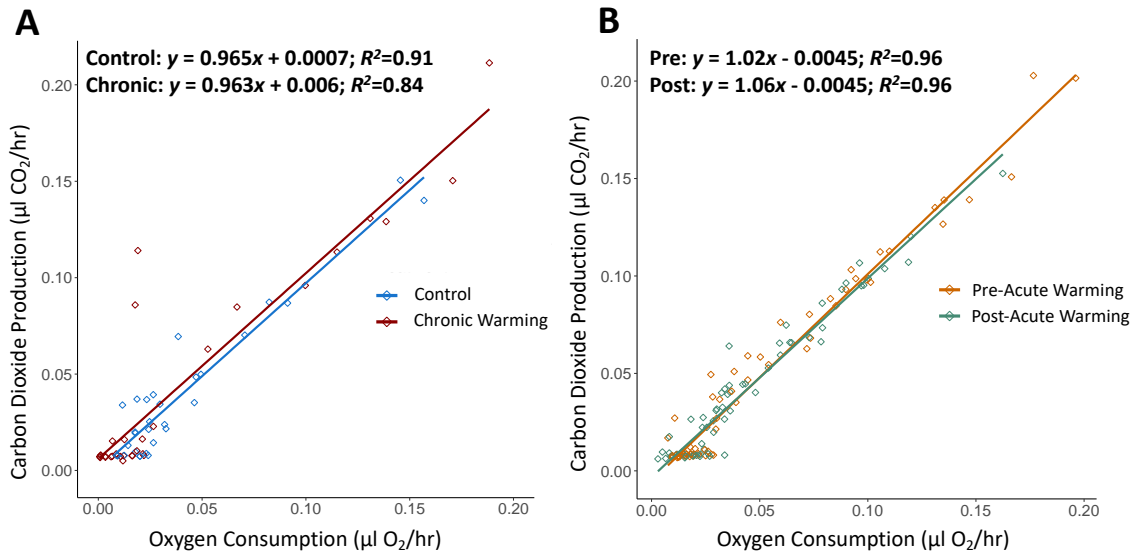 A
Control: y = 0.965x + 0.0007; R²=0.91
Chronic: y = 0.963x + 0.006; R²=0.84
Carbon Dioxide Production (µl CO₂/hr)
0.20
0.15
0.10
0.05
0.00
Control
Chronic Warming
0.00 0.05 0.10 0.15 0.20
Oxygen Consumption (µl O₂/hr)
B
Pre: y = 1.02x - 0.0045; R²=0.96
Post: y = 1.06x - 0.0045; R²=0.96
Carbon Dioxide Production (µl CO₂/hr)
0.20
0.15
0.10
0.05
0.00
Pre-Acute Warming
Post-Acute Warming
0.00 0.05 0.10 0.15 0.20
Oxygen Consumption (µl O₂/hr)